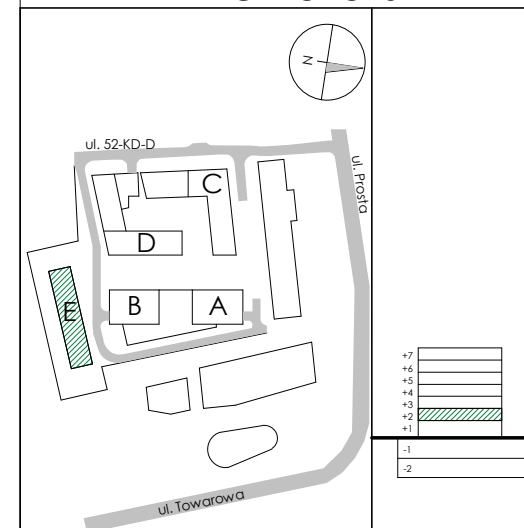 N
ul. 52-KD-D
ul. Prosta
C
D
E
B
A
ul. Towarowa
+7
+6
+5
+4
+3
+2
+1
-1
-2